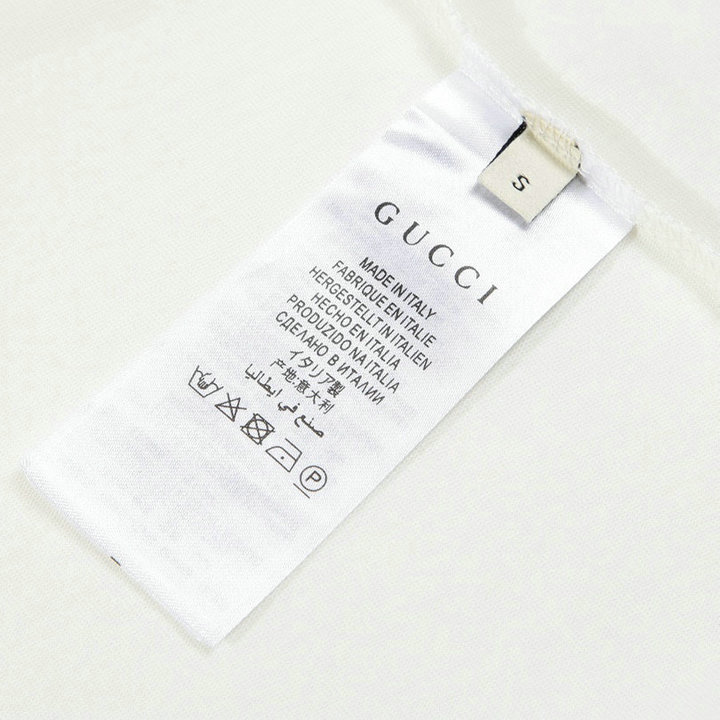 S
GUCCI
MADE IN ITALY
FABRIQUE EN ITALIE
HERGESTELLT IN ITALIEN
HECHO EN ITALIA
PRODUZIDO NA ITALIA
СДЕЛАНО В ИТАЛИИ
イタリア製
产地:意大利
صنع في ايطاليا
P